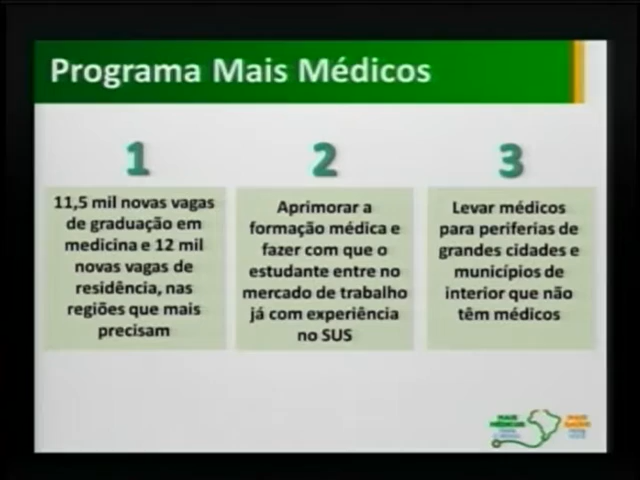 Programa Mais Médicos
1
11,5 mil novas vagas
de graduação em
medicina e 12 mil
novas vagas de
residência, nas
regiões que mais
precisam
2
Aprimorar a
formação médica e
fazer com que o
estudante entre no
mercado de trabalho
já com experiência
no SUS
3
Levar médicos
para periferias de
grandes cidades e
municípios de
interior que não
têm médicos
MAIS
MÉDICOS
MAIS